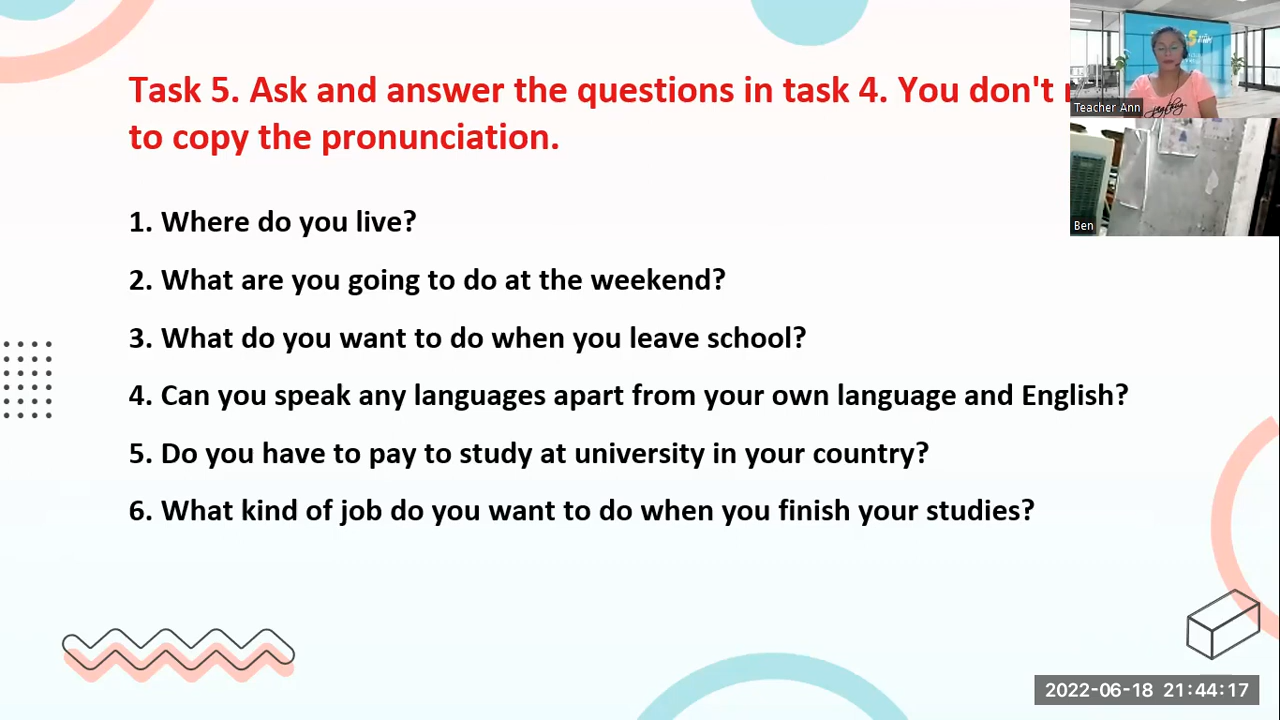 Task 5. Ask and answer the questions in task 4. You don't
to copy the pronunciation.
1. Where do you live?
2. What are you going to do at the weekend?
3. What do you want to do when you leave school?
4. Can you speak any languages apart from your own language and English?
5. Do you have to pay to study at university in your country?
6. What kind of job do you want to do when you finish your studies?
Teacher Ann
Ben
2022-06-18 21:44:17